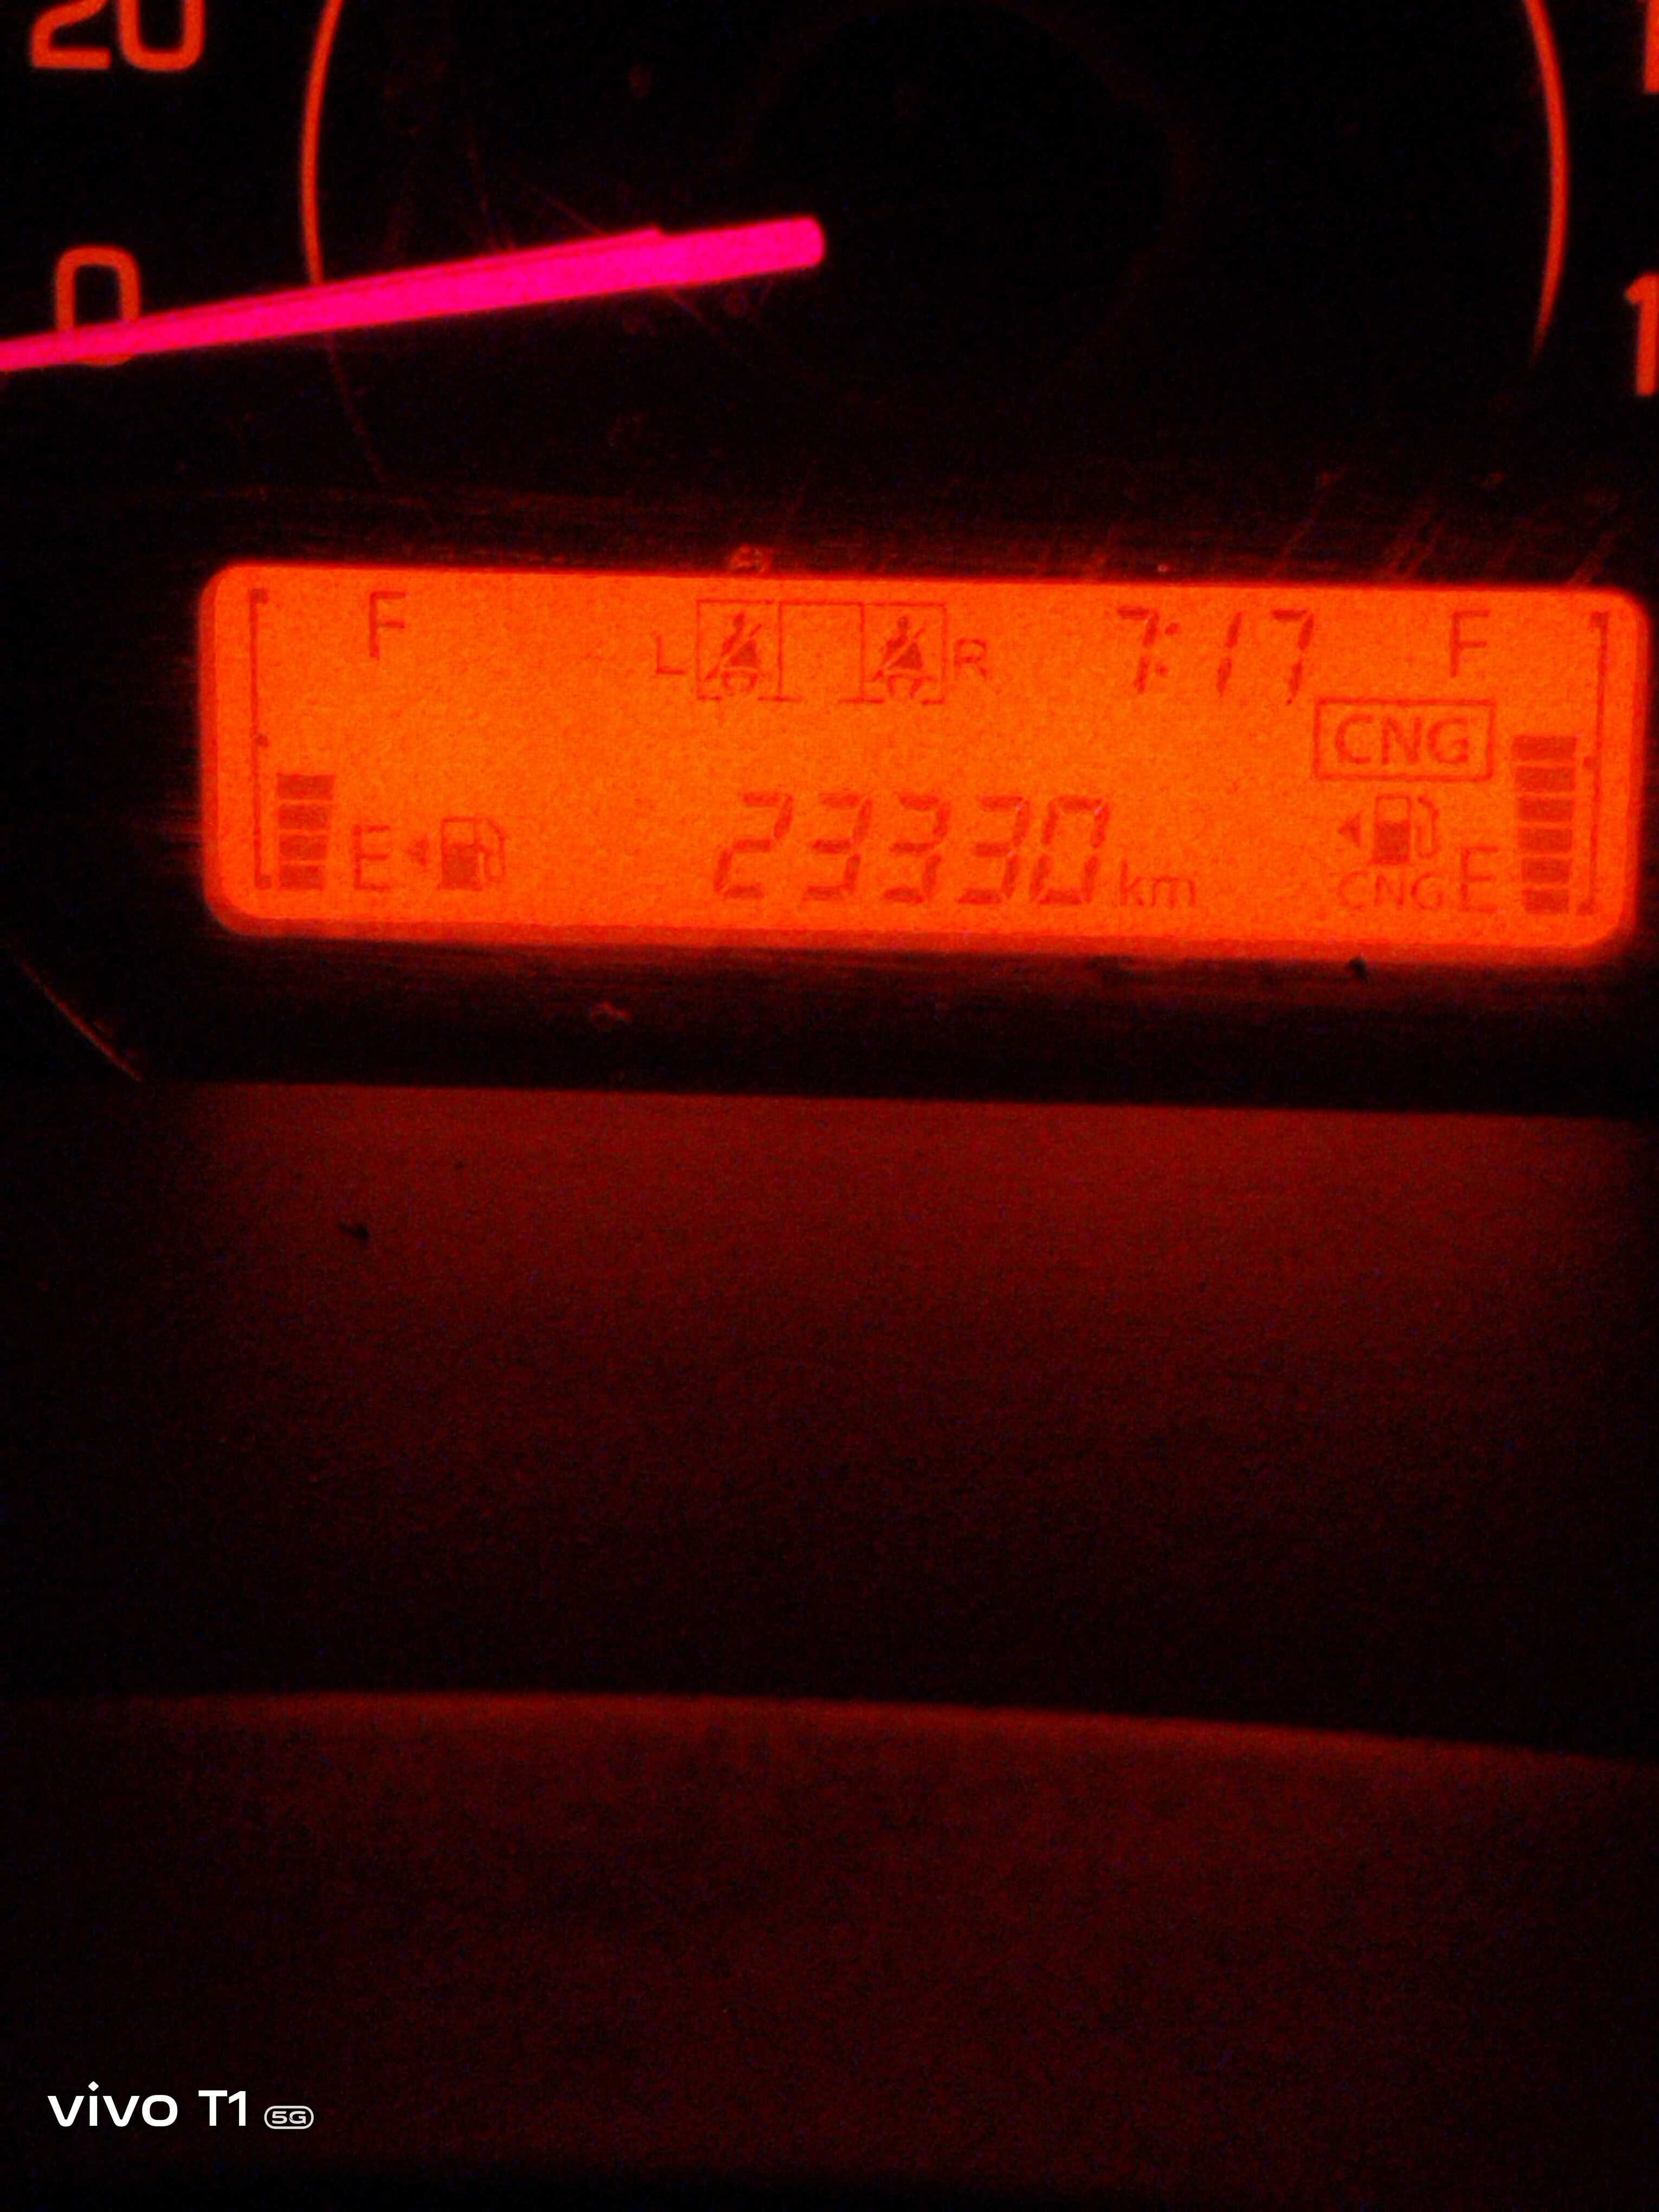 20
0
F L R 7:17 F
CNG
E 23330 km CNG E
vivo T1 5G